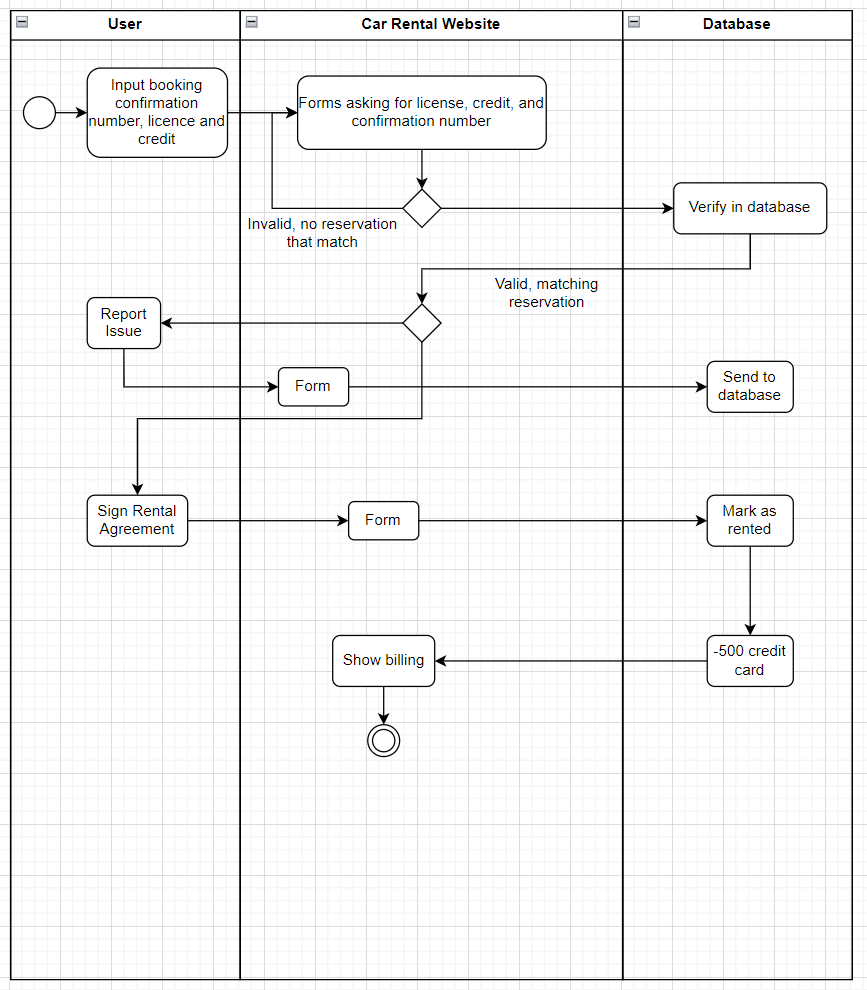 User
Car Rental Website
Database
Input booking
confirmation
number, licence and
credit
Forms asking for license, credit, and
confirmation number
Invalid, no reservation
that match
Verify in database
Valid, matching
reservation
Report
Issue
Form
Send to
database
Sign Rental
Agreement
Form
Mark as
rented
Show billing
-500 credit
card